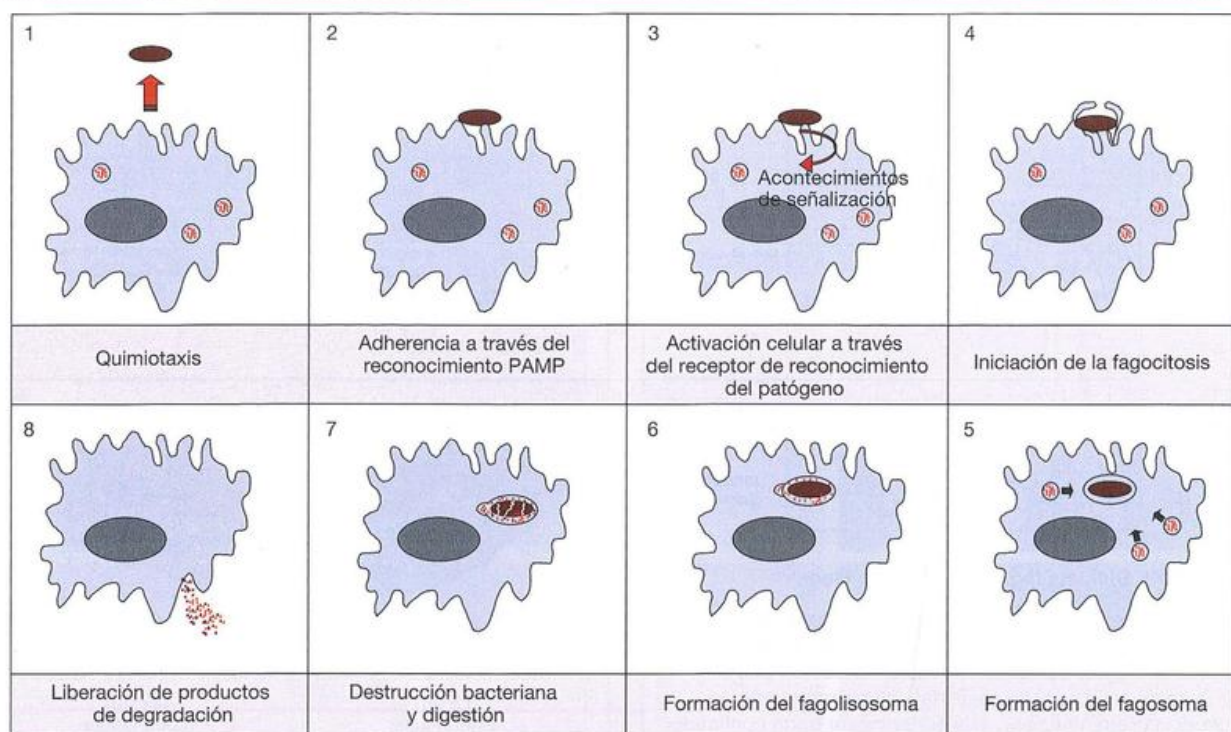 1
2
3
4
Acontecimientos
de señalización
Quimiotaxis
Adherencia a través del
reconocimiento PAMP
Activación celular a través
del receptor de reconocimiento
del patógeno
Iniciación de la fagocitosis
8
7
6
5
Liberación de productos
de degradación
Destrucción bacteriana
y digestión
Formación del fagolisosoma
Formación del fagosoma